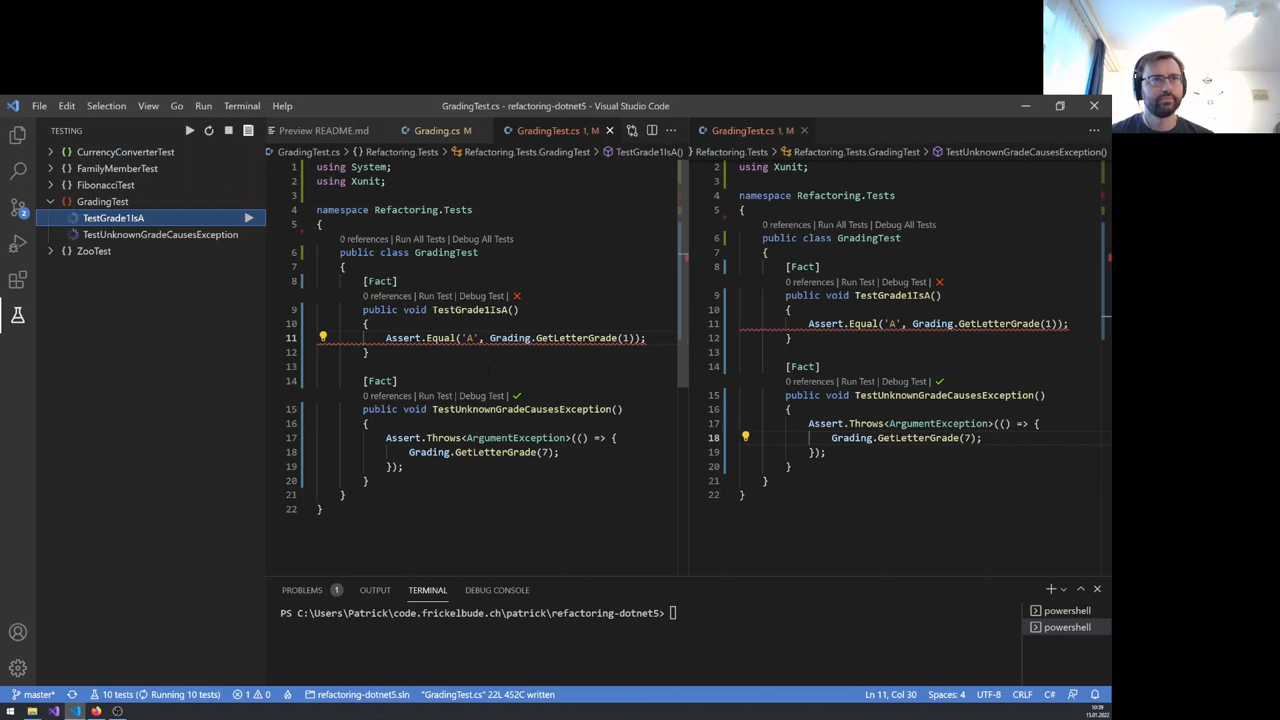 File Edit Selection View Go Run Terminal Help
GradingTest.cs - refactoring-dotnet5 - Visual Studio Code
TESTING
CurrencyConverterTest
FamilyMemberTest
FibonacciTest
GradingTest
TestGrade1IsA
TestUnknownGradeCausesException
ZooTest
Preview README.md Grading.cs M GradingTest.cs 1, M
GradingTest.cs > {} Refactoring.Tests > Refactoring.Tests.GradingTest > TestGrade1IsA()
1 using System;
2 using Xunit;
3
4 namespace Refactoring.Tests
5 {
0 references | Run All Tests | Debug All Tests
6 public class GradingTest
7 {
8 [Fact]
0 references | Run Test | Debug Test |
9 public void TestGrade1IsA()
10 {
11 Assert.Equal('A', Grading.GetLetterGrade(1));
12 }
13
14 [Fact]
0 references | Run Test | Debug Test |
15 public void TestUnknownGradeCausesException()
16 {
17 Assert.Throws<ArgumentException>(() => {
18 Grading.GetLetterGrade(7);
19 });
20 }
21 }
22 }
GradingTest.cs 1, M
Refactoring.Tests > Refactoring.Tests.GradingTest > TestUnknownGradeCausesException()
2 using Xunit;
3
4 namespace Refactoring.Tests
5 {
0 references | Run All Tests | Debug All Tests
6 public class GradingTest
7 {
8 [Fact]
0 references | Run Test | Debug Test |
9 public void TestGrade1IsA()
10 {
11 Assert.Equal('A', Grading.GetLetterGrade(1));
12 }
13
14 [Fact]
0 references | Run Test | Debug Test |
15 public void TestUnknownGradeCausesException()
16 {
17 Assert.Throws<ArgumentException>(() => {
18 Grading.GetLetterGrade(7);
19 });
20 }
21 }
22 }
PROBLEMS 1 OUTPUT TERMINAL DEBUG CONSOLE
PS C:\Users\Patrick\code.frickelbude.ch\patrick\refactoring-dotnet5>
powershell
powershell
2
master* 10 tests (Running 10 tests) 1 0 refactoring-dotnet5.sln "GradingTest.cs" 22L 452C written Ln 11, Col 30 Spaces: 4 UTF-8 CRLF C#
10:39
15.01.2022